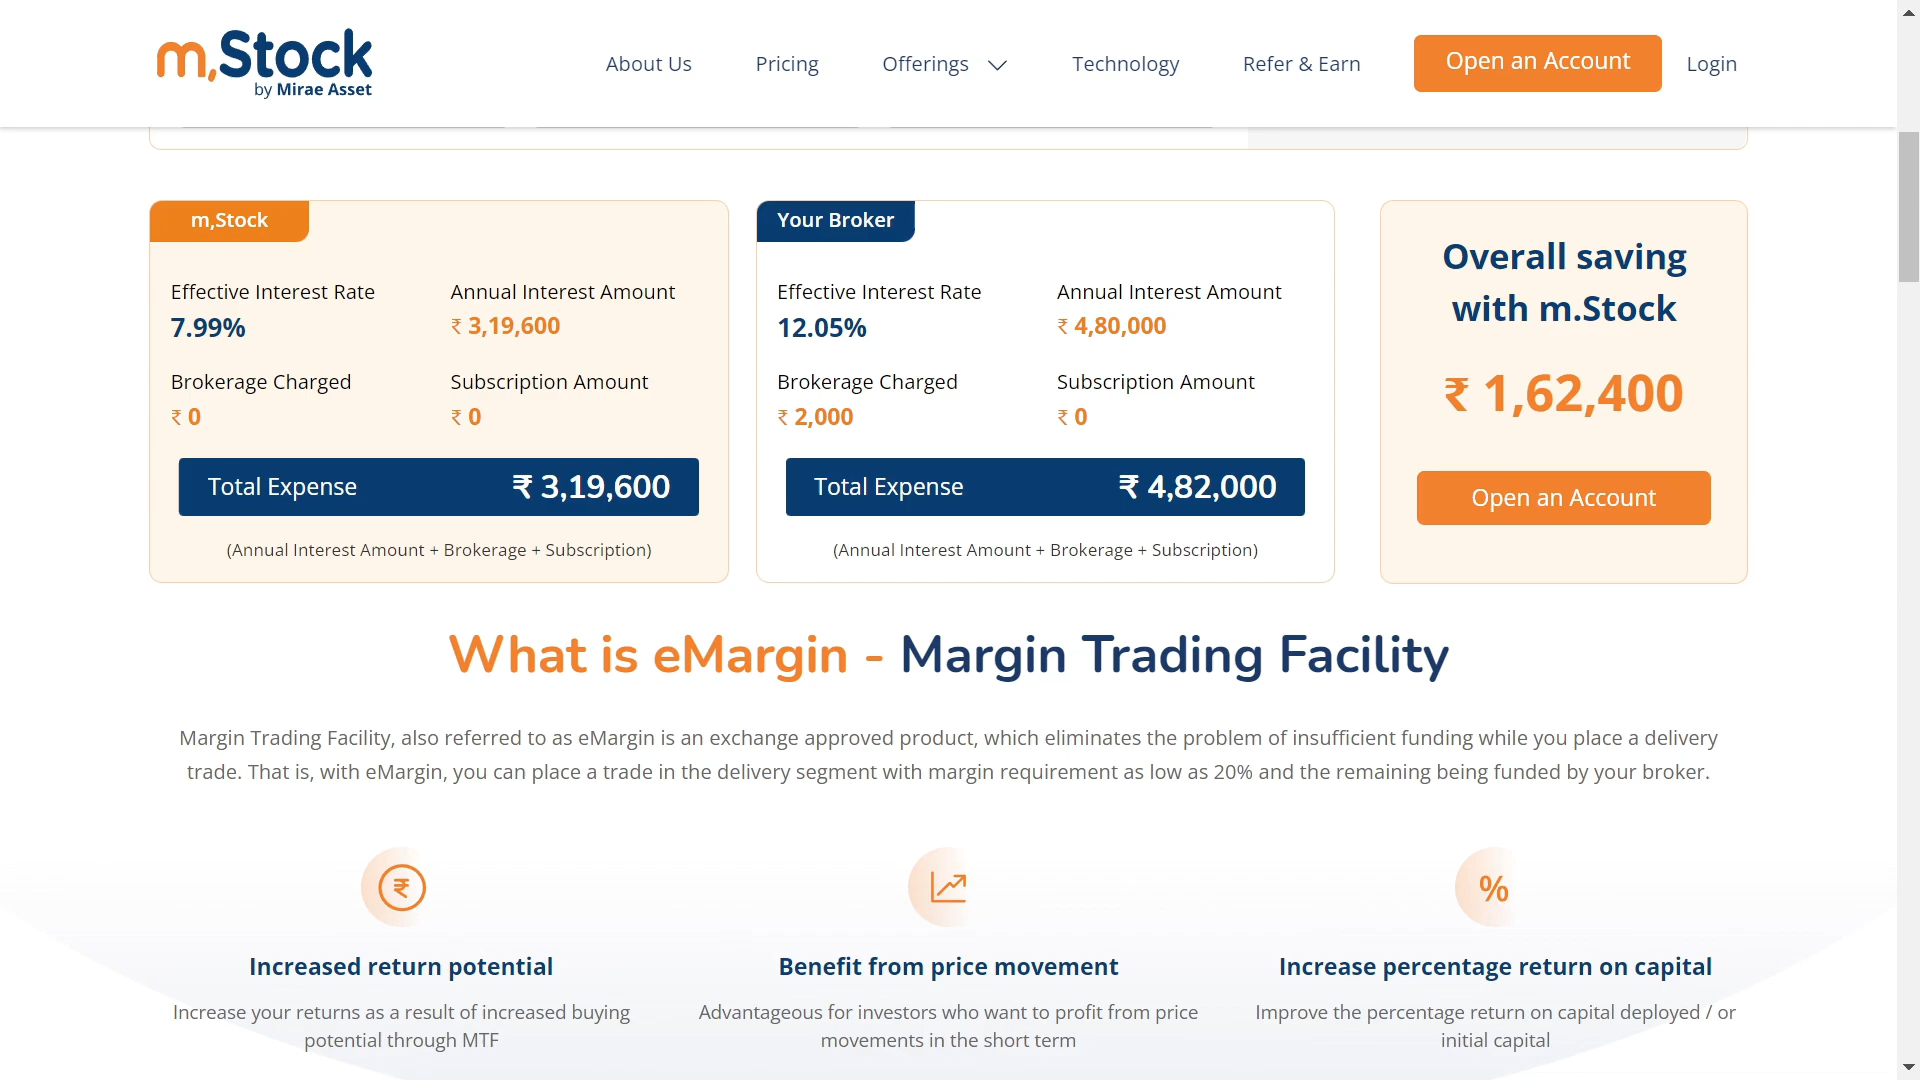 m.Stock
by Mirae Asset
About Us
Pricing
Offerings
Technology
Refer & Earn
Open an Account
Login
m,Stock
Effective Interest Rate
7.99%
Annual Interest Amount
₹ 3,19,600
Brokerage Charged
₹ 0
Subscription Amount
₹ 0
Total Expense
₹ 3,19,600
(Annual Interest Amount + Brokerage + Subscription)
Your Broker
Effective Interest Rate
12.05%
Annual Interest Amount
₹ 4,80,000
Brokerage Charged
₹ 2,000
Subscription Amount
₹ 0
Total Expense
₹ 4,82,000
(Annual Interest Amount + Brokerage + Subscription)
Overall saving
with m.Stock
₹ 1,62,400
Open an Account
What is eMargin - Margin Trading Facility
Margin Trading Facility, also referred to as eMargin is an exchange approved product, which eliminates the problem of insufficient funding while you place a delivery
trade. That is, with eMargin, you can place a trade in the delivery segment with margin requirement as low as 20% and the remaining being funded by your broker.
₹
%
Increased return potential
Increase your returns as a result of increased buying
potential through MTF
Benefit from price movement
Advantageous for investors who want to profit from price
movements in the short term
Increase percentage return on capital
Improve the percentage return on capital deployed / or
initial capital